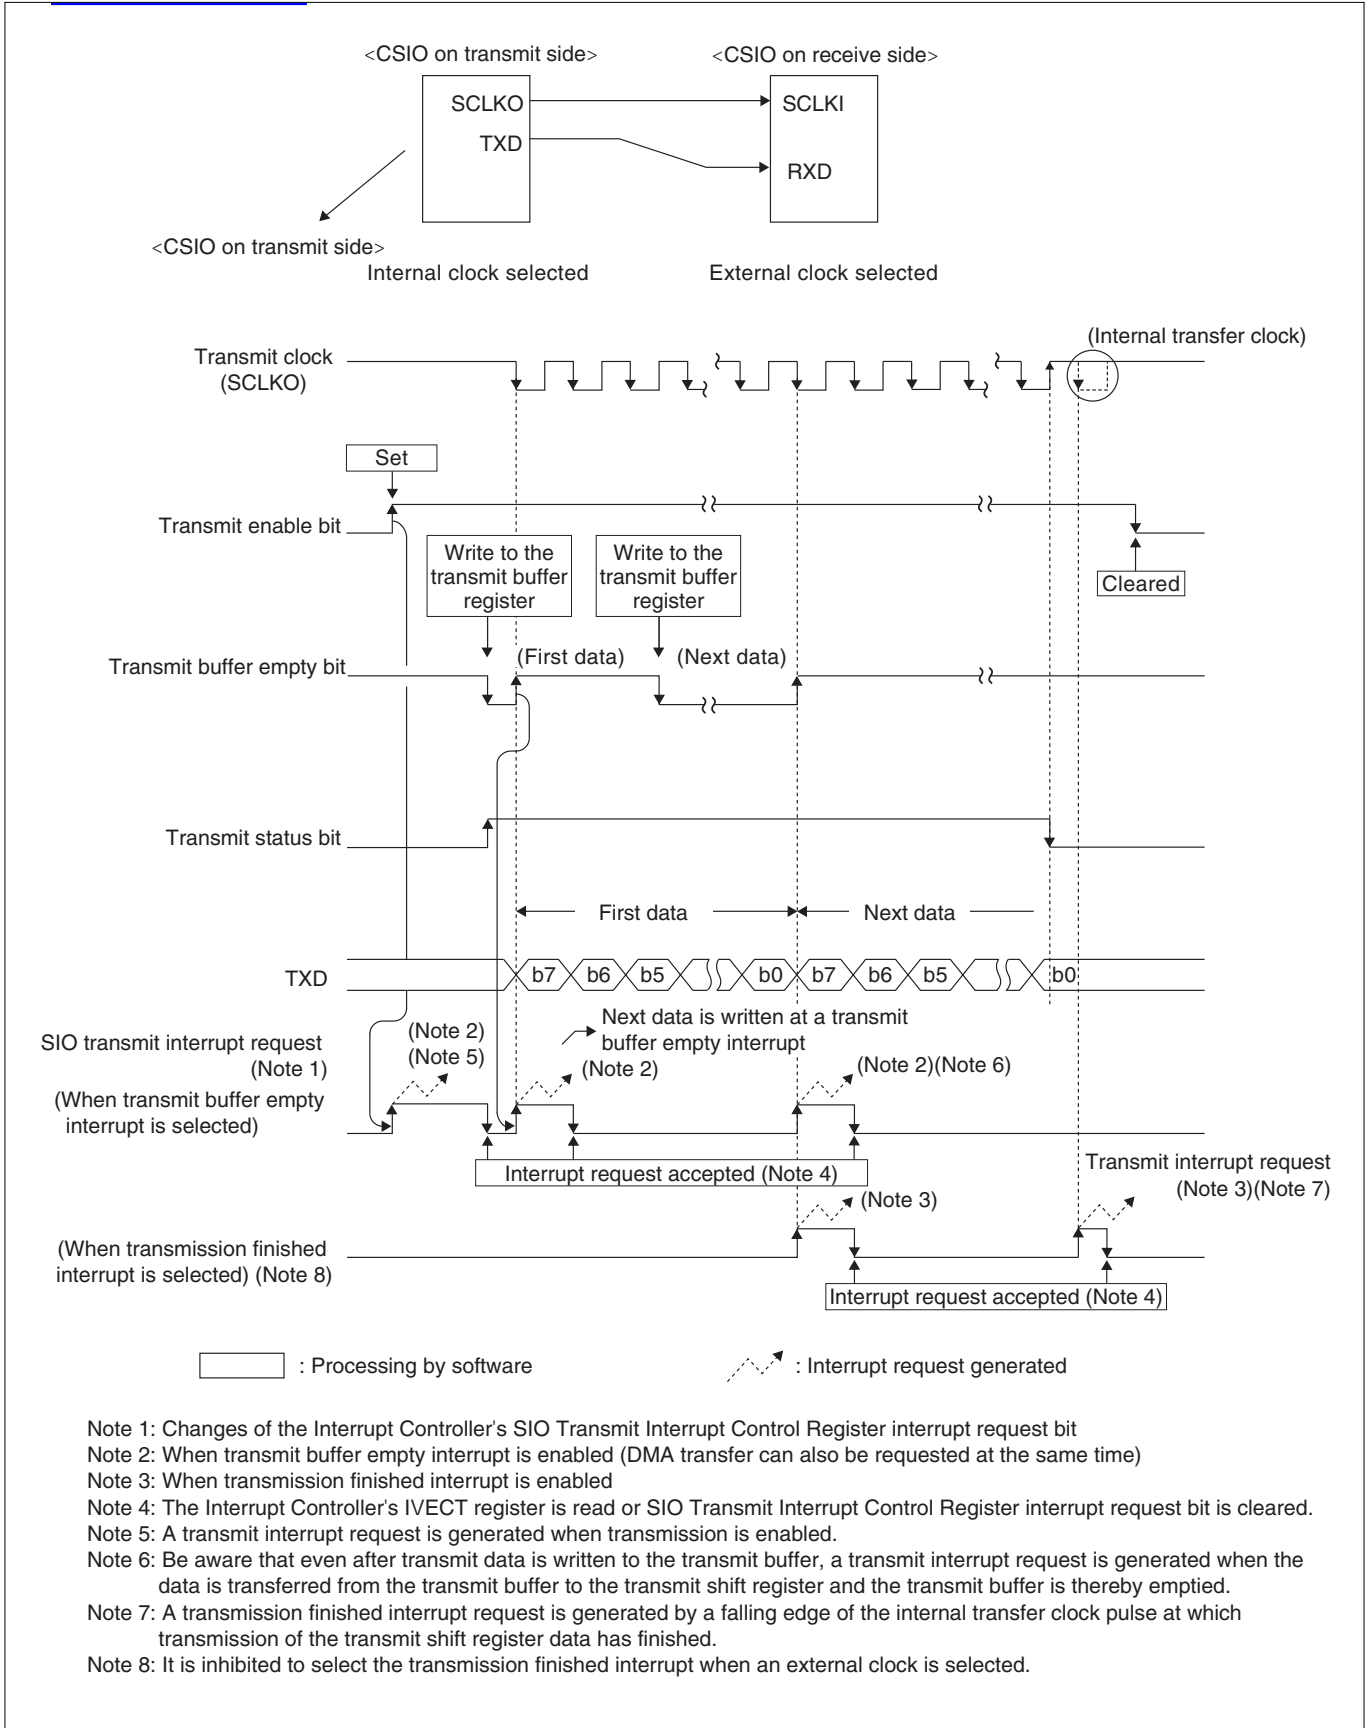 <CSIO on transmit side>
<CSIO on receive side>
SCLKO
SCLKI
TXD
RXD
<CSIO on transmit side>
Internal clock selected
External clock selected
(Internal transfer clock)
Transmit clock
(SCLKO)
Set
Transmit enable bit
Write to the
transmit buffer
register
Write to the
transmit buffer
register
Cleared
Transmit buffer empty bit
(First data)
(Next data)
Transmit status bit
First data
Next data
TXD
b7
b6
b5
b0
b7
b6
b5
b0
SIO transmit interrupt request
(Note 1)
(When transmit buffer empty
interrupt is selected)
(Note 2)
(Note 5)
Next data is written at a transmit
buffer empty interrupt
(Note 2)
(Note 2)(Note 6)
Interrupt request accepted (Note 4)
Transmit interrupt request
(Note 3)(Note 7)
(Note 3)
(When transmission finished
interrupt is selected) (Note 8)
Interrupt request accepted (Note 4)
: Processing by software
: Interrupt request generated
Note 1: Changes of the Interrupt Controller's SIO Transmit Interrupt Control Register interrupt request bit
Note 2: When transmit buffer empty interrupt is enabled (DMA transfer can also be requested at the same time)
Note 3: When transmission finished interrupt is enabled
Note 4: The Interrupt Controller's IVECT register is read or SIO Transmit Interrupt Control Register interrupt request bit is cleared.
Note 5: A transmit interrupt request is generated when transmission is enabled.
Note 6: Be aware that even after transmit data is written to the transmit buffer, a transmit interrupt request is generated when the
data is transferred from the transmit buffer to the transmit shift register and the transmit buffer is thereby emptied.
Note 7: A transmission finished interrupt request is generated by a falling edge of the internal transfer clock pulse at which
transmission of the transmit shift register data has finished.
Note 8: It is inhibited to select the transmission finished interrupt when an external clock is selected.